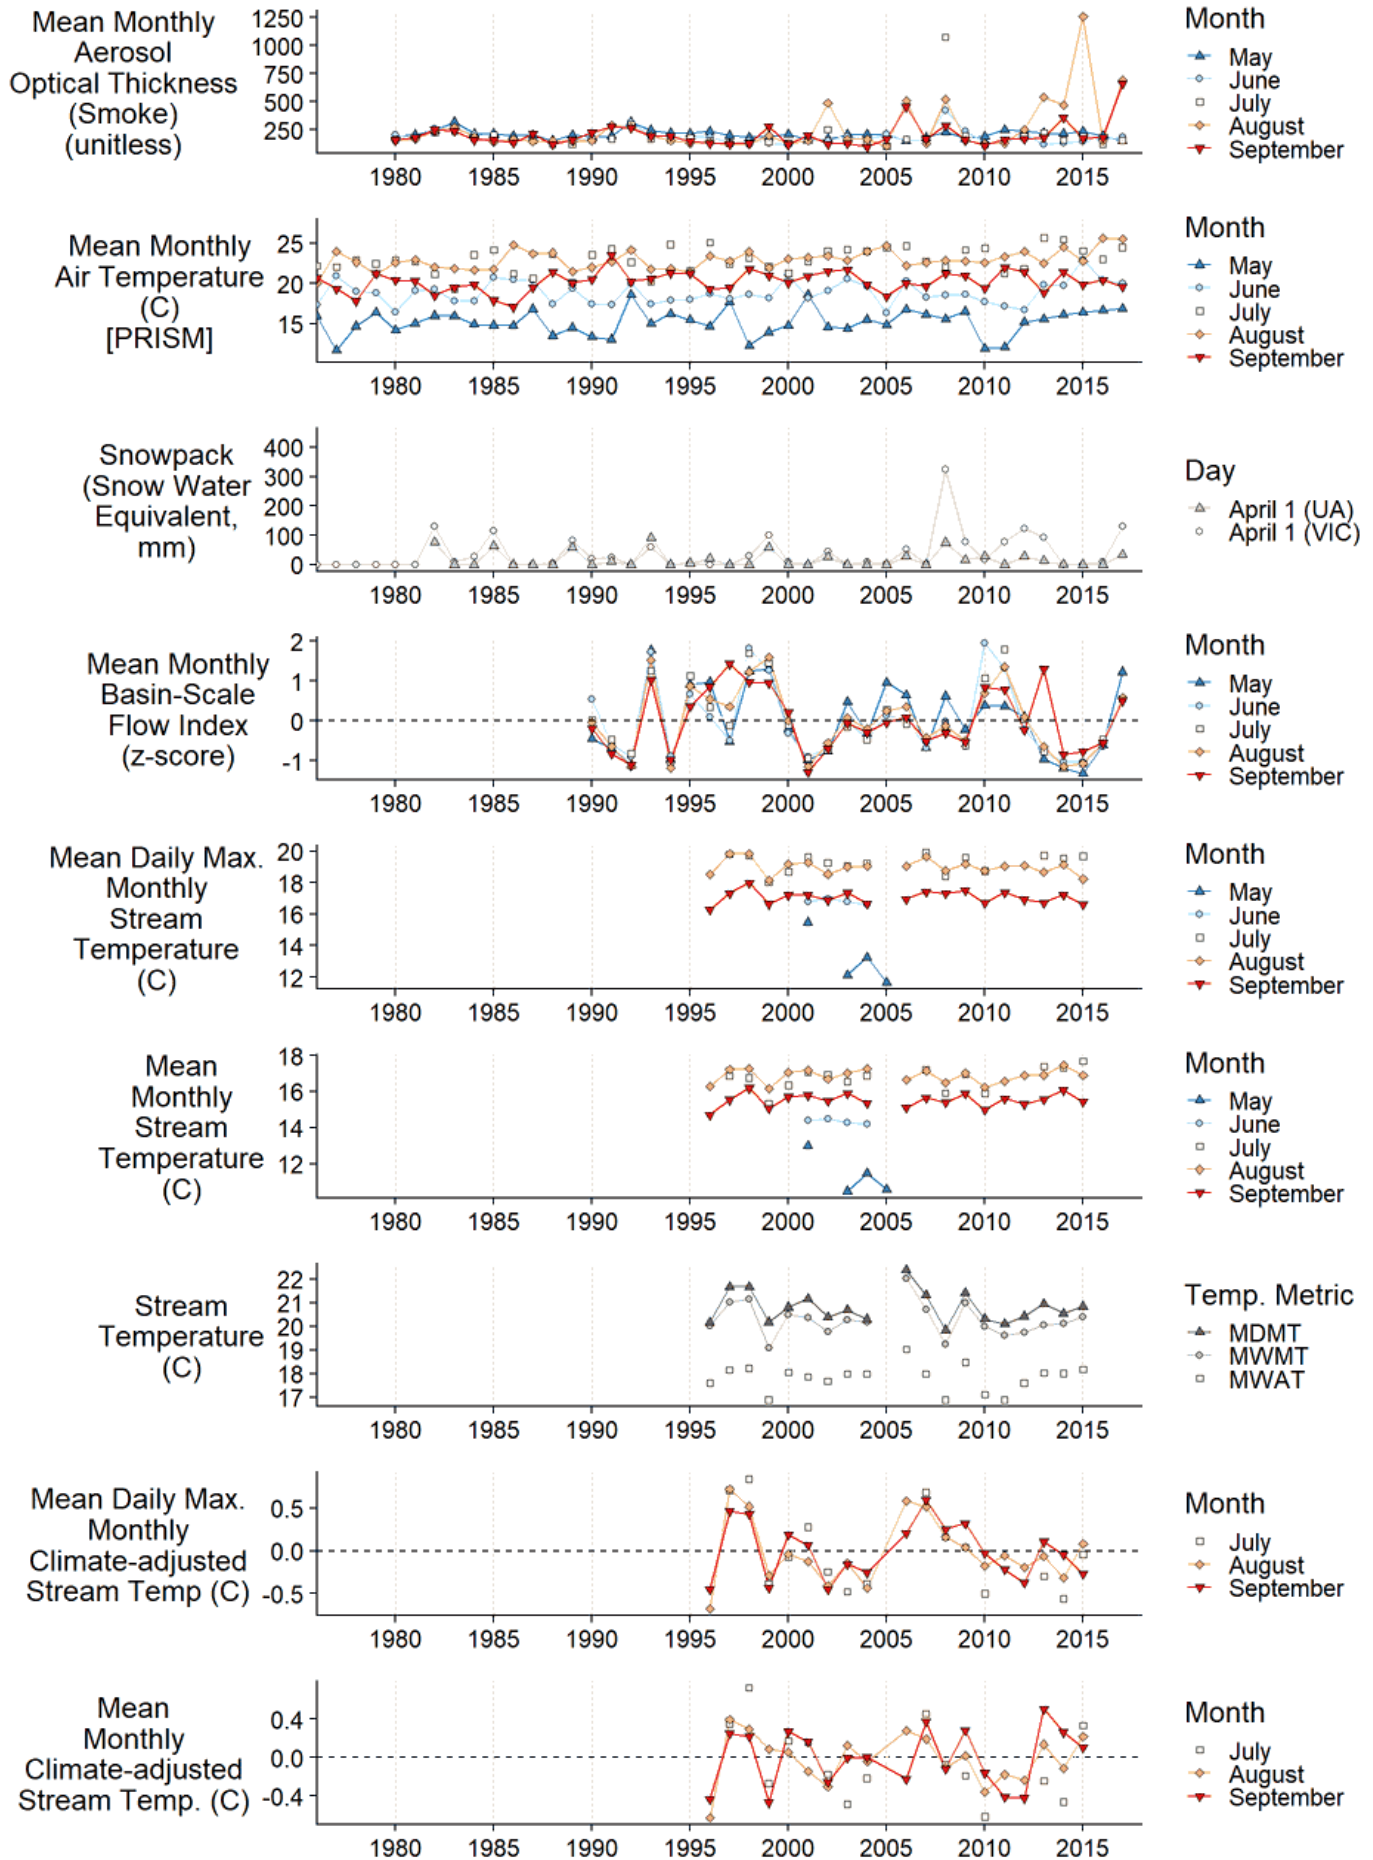 Mean Monthly
Aerosol
Optical Thickness
(Smoke)
(unitless)
1250
1000
750
500
250
1980 1985 1990 1995 2000 2005 2010 2015
Month
May
June
July
August
September
Mean Monthly
Air Temperature
(C)
[PRISM]
25
20
15
1980 1985 1990 1995 2000 2005 2010 2015
Month
May
June
July
August
September
Snowpack
(Snow Water
Equivalent,
mm)
400
300
200
100
0
1980 1985 1990 1995 2000 2005 2010 2015
Day
April 1 (UA)
April 1 (VIC)
Mean Monthly
Basin-Scale
Flow Index
(z-score)
2
1
0
-1
1980 1985 1990 1995 2000 2005 2010 2015
Month
May
June
July
August
September
Mean Daily Max.
Monthly
Stream
Temperature
(C)
20
18
16
14
12
1980 1985 1990 1995 2000 2005 2010 2015
Month
May
June
July
August
September
Mean
Monthly
Stream
Temperature
(C)
18
16
14
12
1980 1985 1990 1995 2000 2005 2010 2015
Month
May
June
July
August
September
Stream
Temperature
(C)
22
21
20
19
18
17
1980 1985 1990 1995 2000 2005 2010 2015
Temp. Metric
MDMT
MWMT
MWAT
Mean Daily Max.
Monthly
Climate-adjusted
Stream Temp (C)
0.5
0.0
-0.5
1980 1985 1990 1995 2000 2005 2010 2015
Month
July
August
September
Mean
Monthly
Climate-adjusted
Stream Temp. (C)
0.4
0.0
-0.4
1980 1985 1990 1995 2000 2005 2010 2015
Month
July
August
September